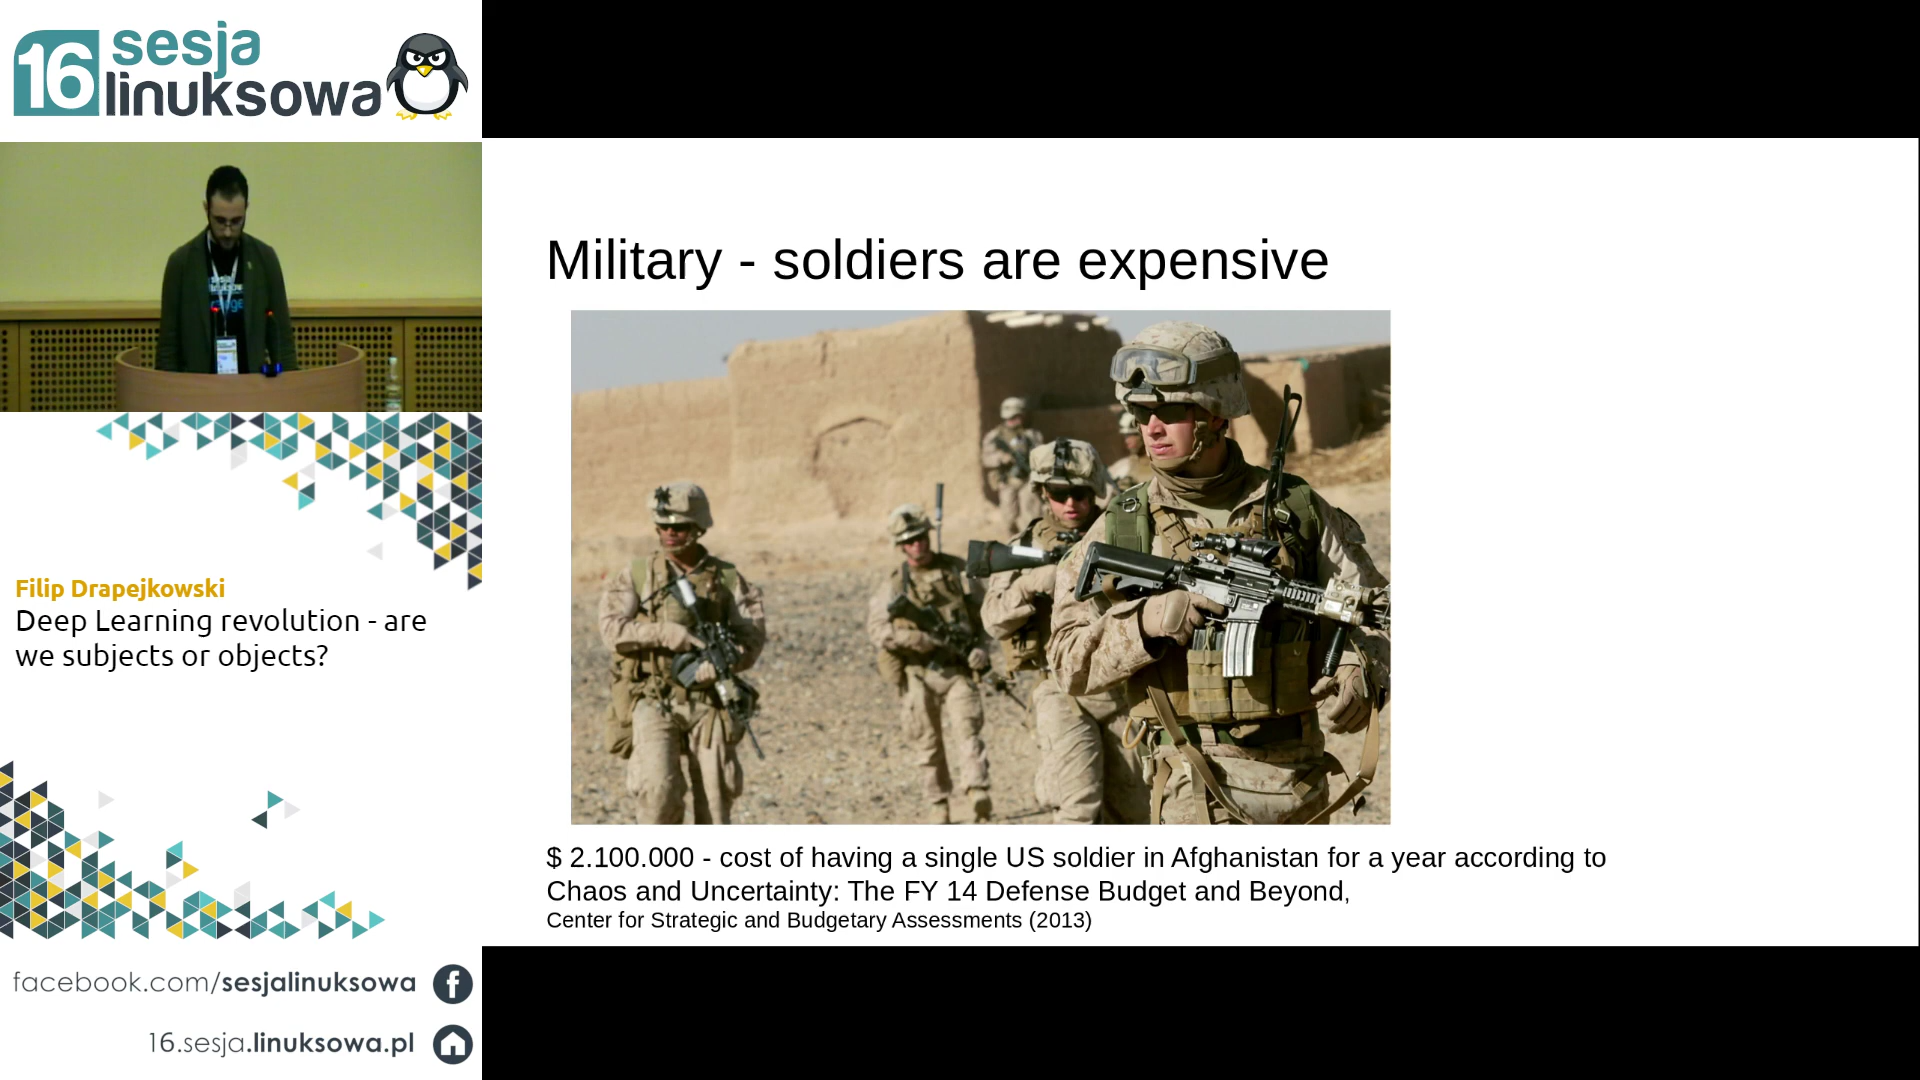 16 sesja
linuksowa
sesja
linuksowa
Filip Drapejkowski
Deep Learning revolution - are
we subjects or objects?
facebook.com/sesjalinuksowa
16.sesja.linuksowa.pl
Military - soldiers are expensive
$ 2.100.000 - cost of having a single US soldier in Afghanistan for a year according to
Chaos and Uncertainty: The FY 14 Defense Budget and Beyond,
Center for Strategic and Budgetary Assessments (2013)